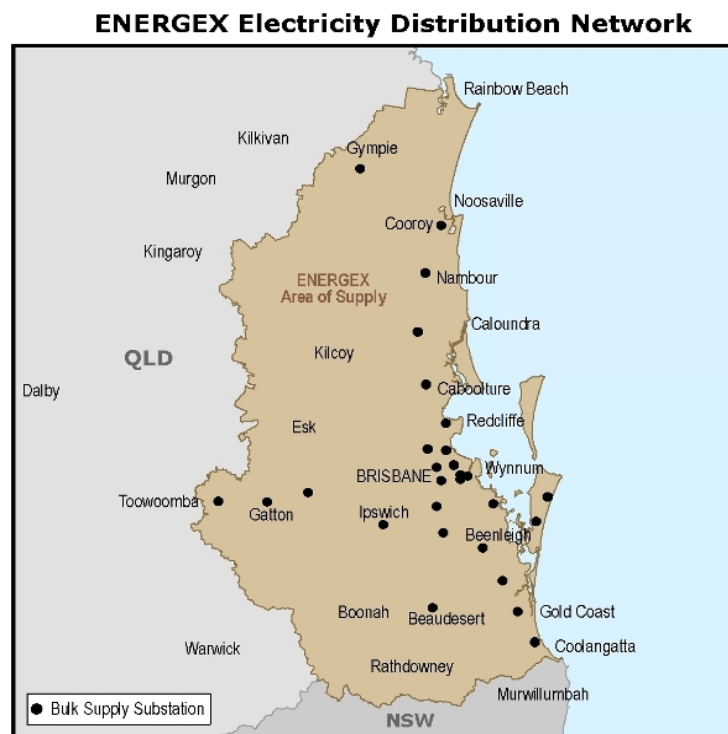 ENERGEX Electricity Distribution Network
Rainbow Beach
Kilkivan
Gympie
Murgon
Noosaville
Cooroy
Kingaroy
ENERGEX
Area of Supply
Nambour
Caloundra
QLD
Kilcoy
Dalby
Caboolture
Redcliffe
Esk
BRISBANE
Wynnum
Toowoomba
Gatton
Ipswich
Beenleigh
Boonah
Beaudesert
Gold Coast
Warwick
Coolangatta
Rathdowney
Murwillumbah
Bulk Supply Substation
NSW